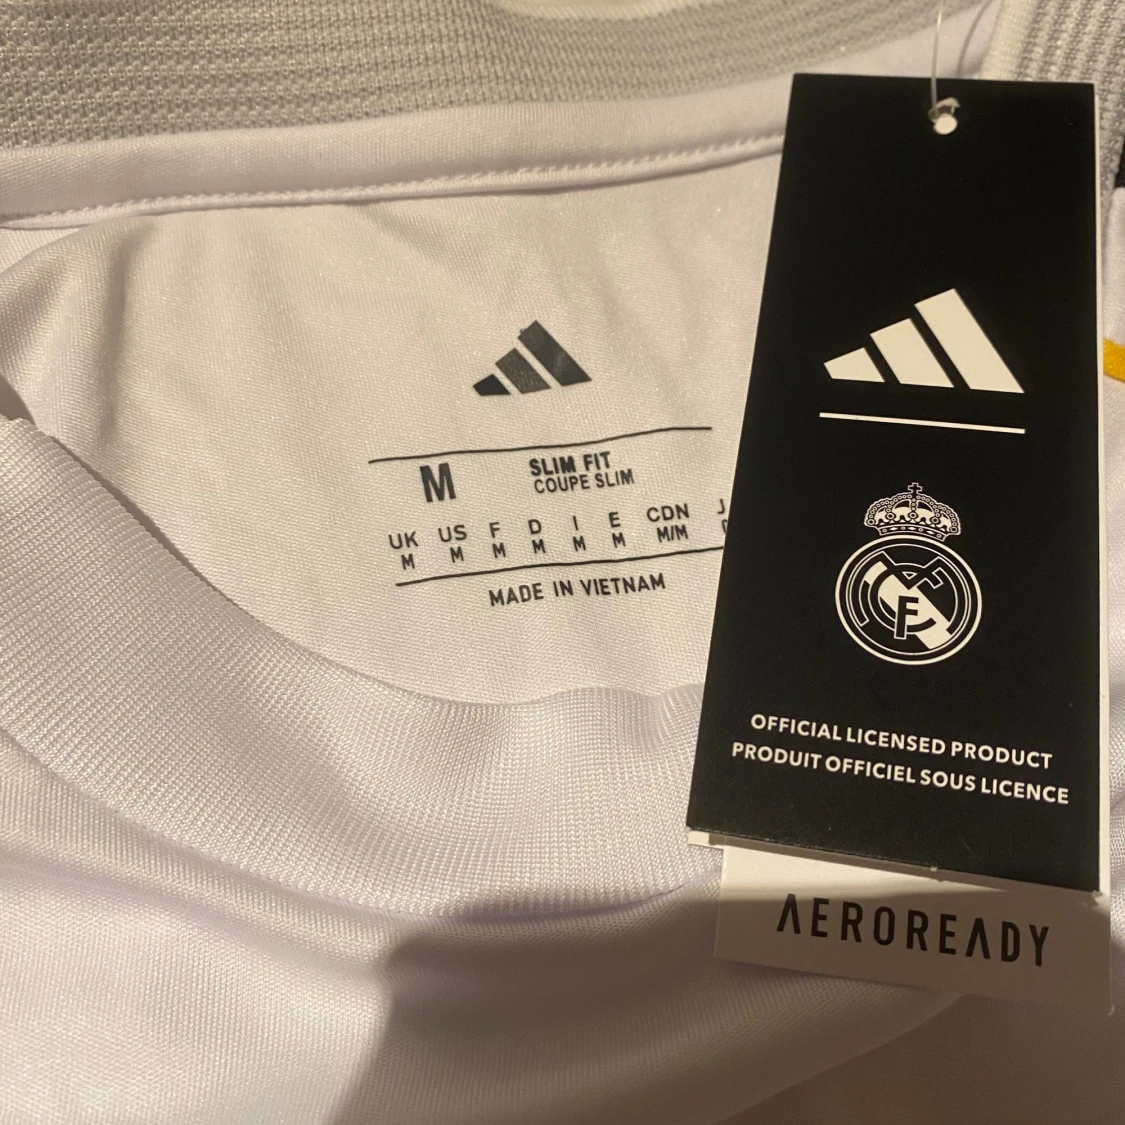 M
SLIM FIT
COUPE SLIM
UK US F D I E CDN J
M M M M M M M/M
MADE IN VIETNAM
OFFICIAL LICENSED PRODUCT
PRODUIT OFFICIEL SOUS LICENCE
AEROREADY